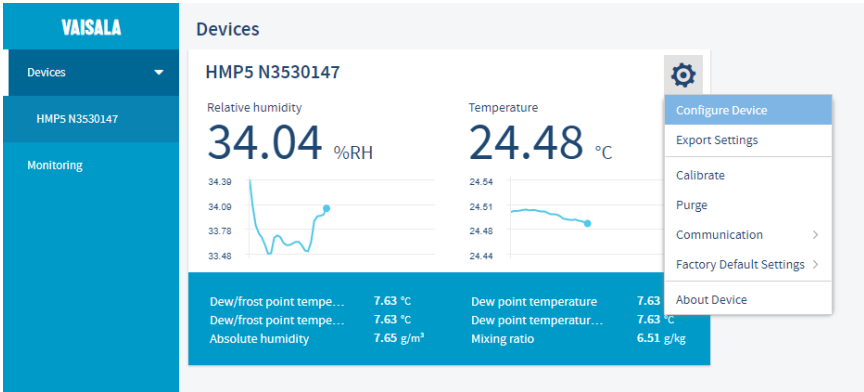 VAISALA
Devices
Devices
HMP5 N3530147
Monitoring
HMP5 N3530147
Relative humidity
34.04 %RH
34.39
34.09
33.78
33.48
Temperature
24.48 °C
24.54
24.51
24.48
24.44
Dew/frost point tempe... 7.63 °C
Dew/frost point tempe... 7.63 °C
Absolute humidity 7.65 g/m³
Dew point temperature 7.63
Dew point temperatur... 7.63 °C
Mixing ratio 6.51 g/kg
Configure Device
Export Settings
Calibrate
Purge
Communication
Factory Default Settings
About Device